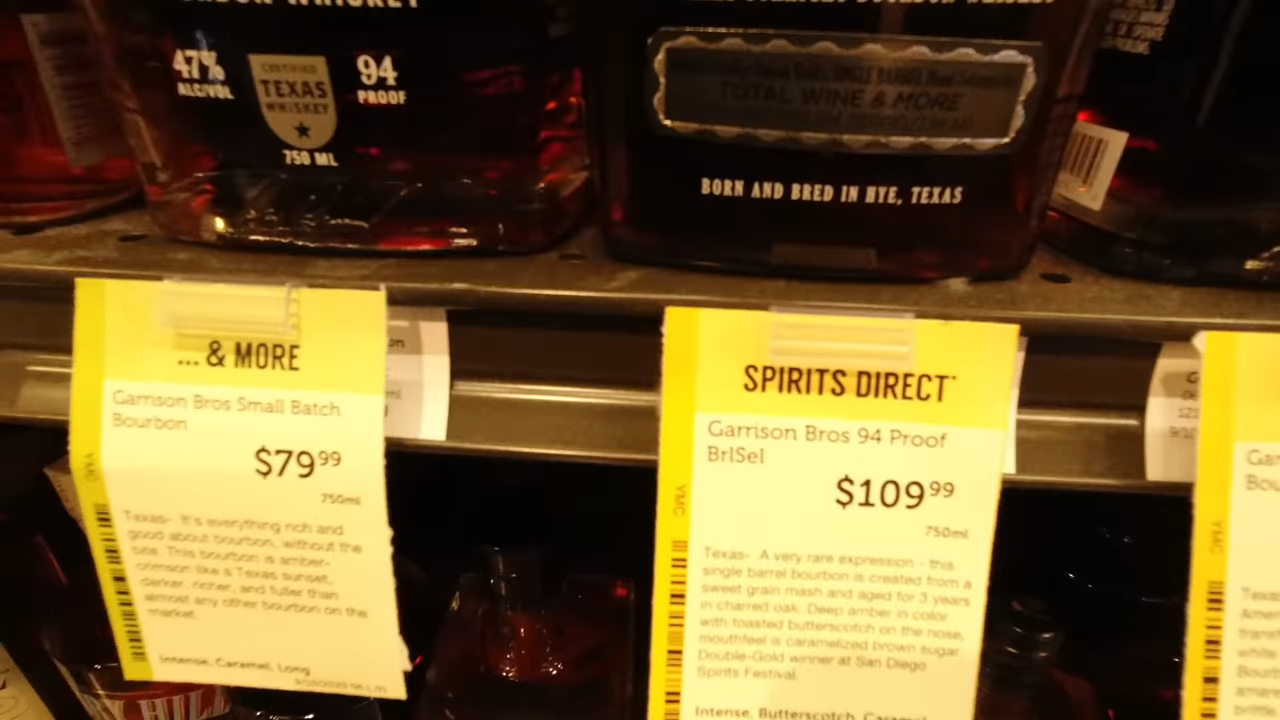 47%
ALC/VOL
CERTIFIED
TEXAS
WHISKEY
94
PROOF
750 ML
SINGLE BARREL
TOTAL WINE & MORE
BORN AND BRED IN HYE, TEXAS
... & MORE
Garrison Bros Small Batch
Bourbon
$79.99
750ml
YMC
Texas- It's everything rich and
good about bourbon, without the
bite. This bourbon is amber-
crimson like a Texas sunset,
darker, richer, and fuller than
almost any other bourbon on the
market.
Intense, Caramel, Long
SPIRITS DIRECT
Garrison Bros 94 Proof
BrlSel
$109.99
750ml
YMC
Texas- A very rare expression - this
single barrel bourbon is created from a
sweet grain mash and aged for 3 years
in charred oak. Deep amber in color
with toasted butterscotch on the nose,
mouthfeel is caramelized brown sugar.
Double-Gold winner at San Diego
Spirits Festival.
Intense, Butterscotch, Caramel
YMC